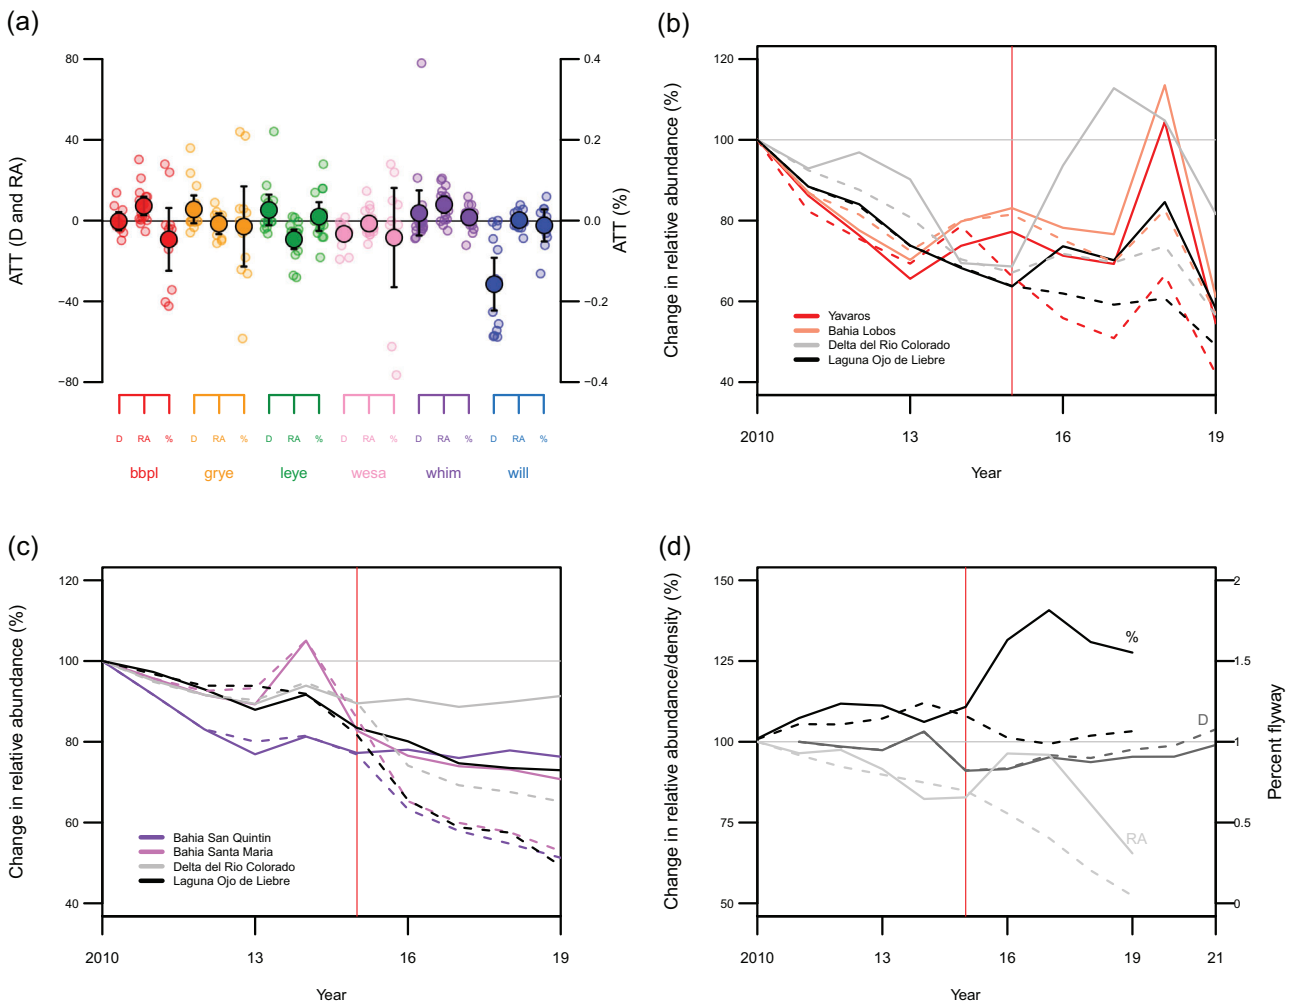 (a)
ATT (D and RA)
80
40
0
−40
−80
0.4
0.2
0.0
−0.2
−0.4
ATT (%)
D RA % D RA % D RA % D RA % D RA % D RA %
bbpl grye leye wesa whim will
(b)
Change in relative abundance (%)
120
100
80
60
40
Yavaros
Bahia Lobos
Delta del Rio Colorado
Laguna Ojo de Liebre
2010 13 16 19
Year
(c)
Change in relative abundance (%)
120
100
80
60
40
Bahia San Quintin
Bahia Santa Maria
Delta del Rio Colorado
Laguna Ojo de Liebre
2010 13 16 19
Year
(d)
Change in relative abundance/density (%)
150
125
100
75
50
%
D
RA
2
1.5
1
0.5
0
Percent flyway
2010 13 16 19 21
Year